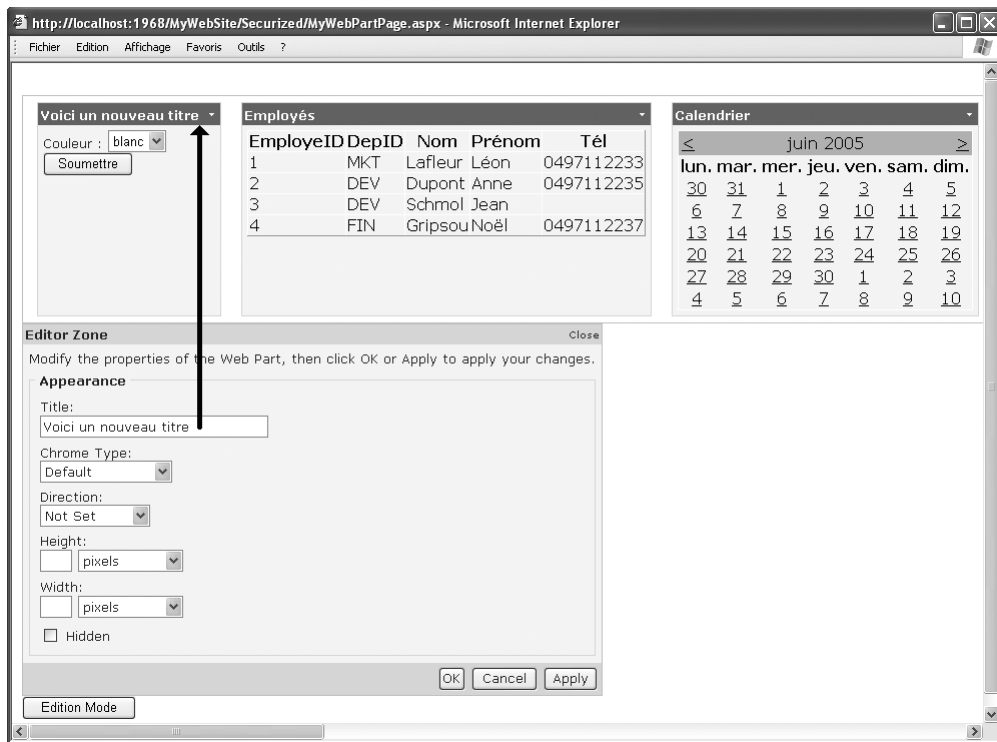 http://localhost:1968/MyWebSite/Securized/MyWebPartPage.aspx - Microsoft Internet Explorer
Fichier Edition Affichage Favoris Outils ?
Voici un nouveau titre
Couleur : blanc
Soumettre
Employés
EmployeID DepID Nom Prénom Tél
1 MKT Lafleur Léon 0497112233
2 DEV Dupont Anne 0497112235
3 DEV Schmol Jean
4 FIN Gripsou Noël 0497112237
Calendrier
< juin 2005 >
lun. mar. mer. jeu. ven. sam. dim.
30 31 1 2 3 4 5
6 7 8 9 10 11 12
13 14 15 16 17 18 19
20 21 22 23 24 25 26
27 28 29 30 1 2 3
4 5 6 7 8 9 10
Editor Zone Close
Modify the properties of the Web Part, then click OK or Apply to apply your changes.
Appearance
Title:
Voici un nouveau titre
Chrome Type:
Default
Direction:
Not Set
Height:
pixels
Width:
pixels
Hidden
OK Cancel Apply
Edition Mode